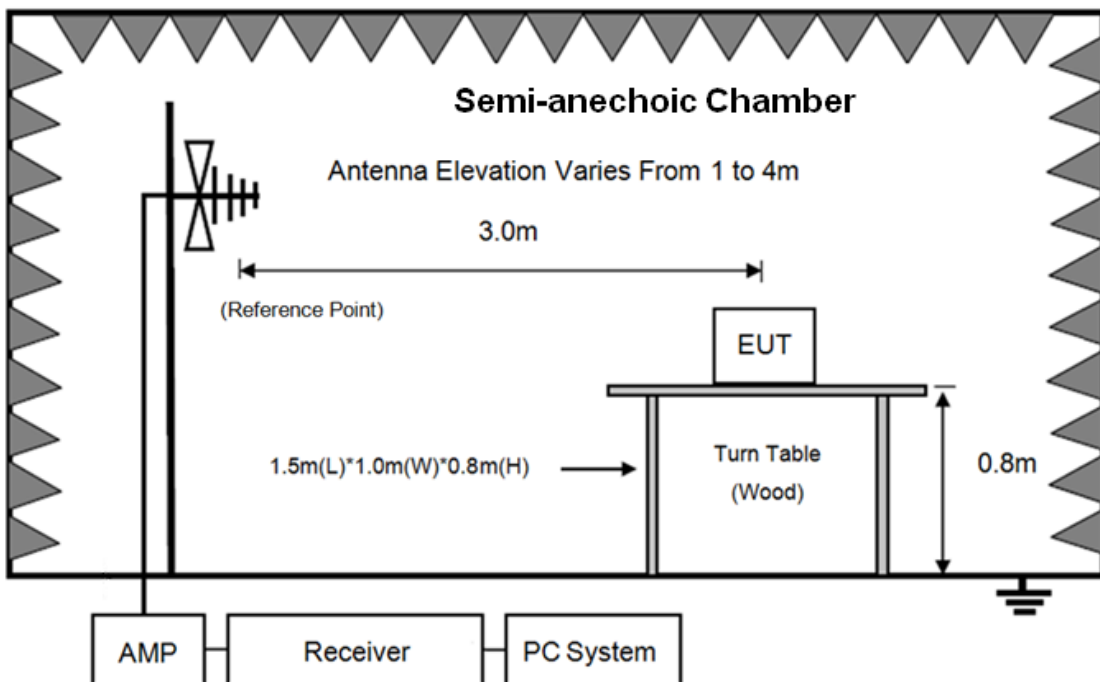 Semi-anechoic Chamber
Antenna Elevation Varies From 1 to 4m
3.0m
(Reference Point)
EUT
1.5m(L)*1.0m(W)*0.8m(H)
Turn Table
(Wood)
0.8m
AMP
Receiver
PC System